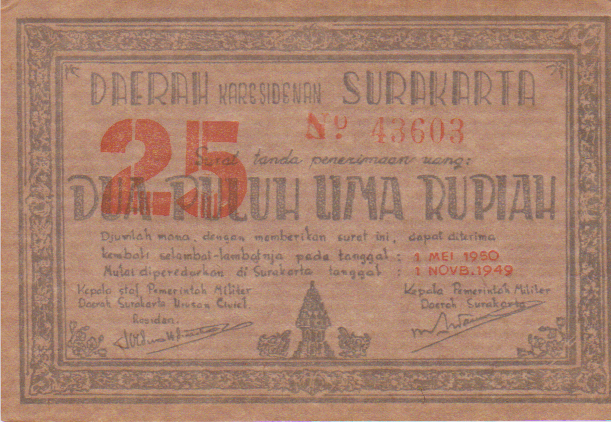 DAERAH KARESIDENAN SURAKARTA
25
Nº 43603
Surat tanda penerimaan uang:
DUA PULUH LIMA RUPIAH
Djumlah mana, dengan memberikan surat ini, dapat diterima
kembali selambat-lambatnja pada tanggal : 1 MEI 1950
Mulai diperedarkan di Surakarta tanggal : 1 NOVB.1949
Kepala staf Pemerintah Militer
Daerah Surakarta Urusan Civiel.
Residen.
Kepala Pemerintah Militer
Daerah Surakarta